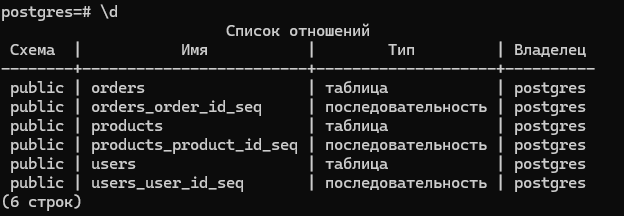 postgres=# \d
Список отношений
Схема | Имя | Тип | Владелец
--------+-------------------------+--------------------+----------
public | orders | таблица | postgres
public | orders_order_id_seq | последовательность | postgres
public | products | таблица | postgres
public | products_product_id_seq | последовательность | postgres
public | users | таблица | postgres
public | users_user_id_seq | последовательность | postgres
(6 строк)